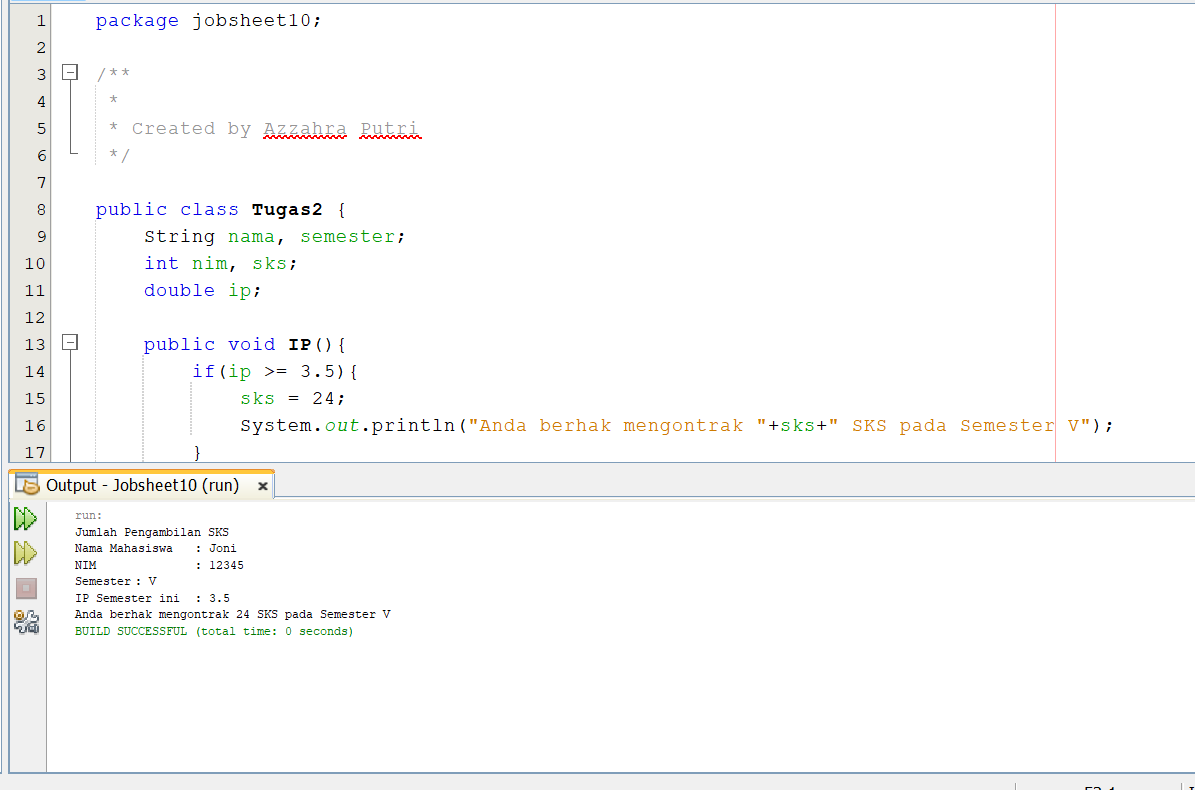 1 package jobsheet10;
2
3 /**
4 *
5 * Created by Azzahra Putri
6 */
7
8 public class Tugas2 {
9 String nama, semester;
10 int nim, sks;
11 double ip;
12
13 public void IP(){
14 if(ip >= 3.5){
15 sks = 24;
16 System.out.println("Anda berhak mengontrak "+sks+" SKS pada Semester V");
17 }
Output - Jobsheet10 (run)
run:
Jumlah Pengambilan SKS
Nama Mahasiswa : Joni
NIM : 12345
Semester : V
IP Semester ini : 3.5
Anda berhak mengontrak 24 SKS pada Semester V
BUILD SUCCESSFUL (total time: 0 seconds)